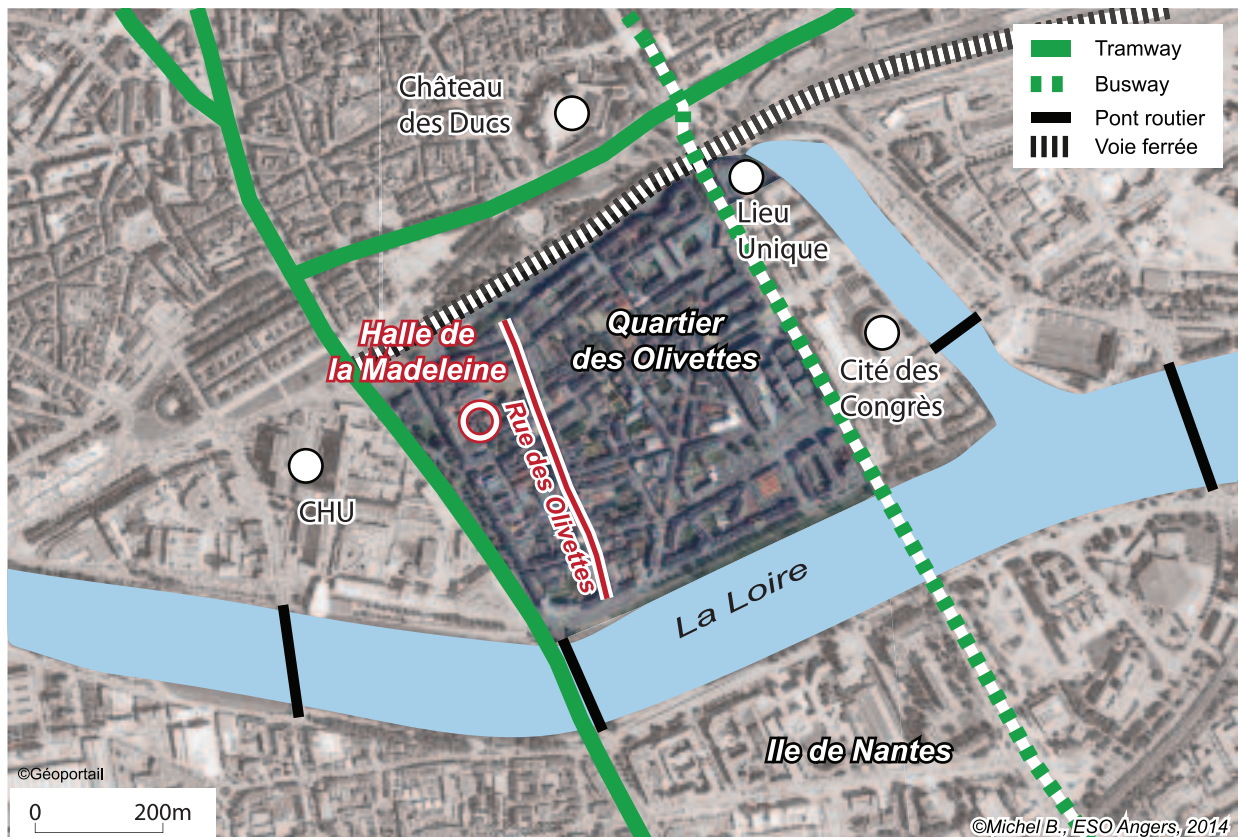 Château
des Ducs
Tramway
Busway
Pont routier
Voie ferrée
Lieu
Unique
Halle de
la Madeleine
Quartier
des Olivettes
Cité des
Congrès
Rue des Olivettes
CHU
La Loire
Ile de Nantes
©Géoportail
0 200m
©Michel B., ESO Angers, 2014